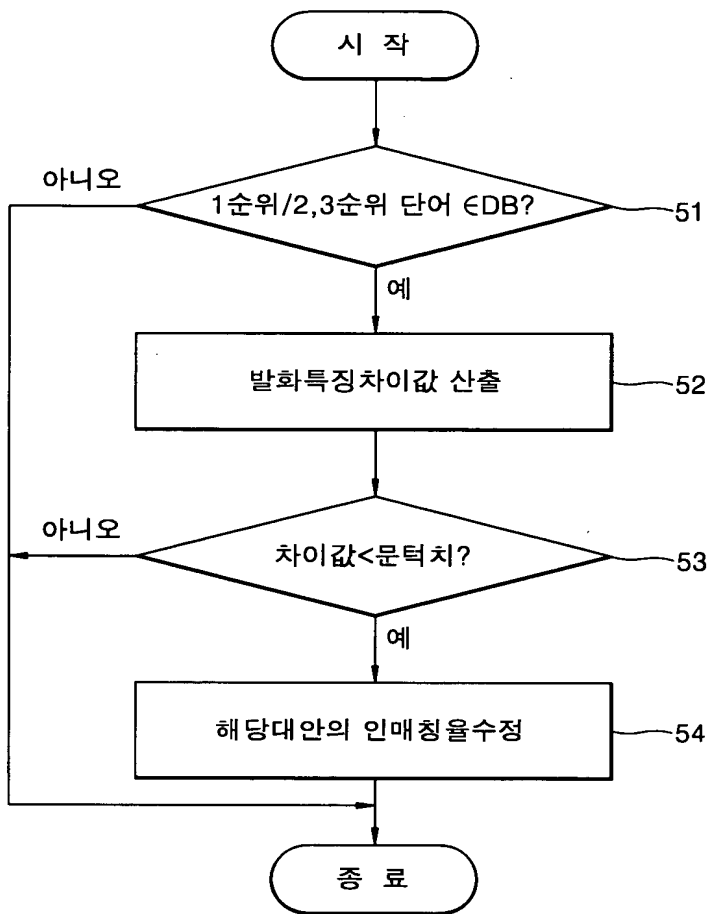 시 작
아니오
1순위/2,3순위 단어 ∈DB?
51
예
발화특징차이값 산출
52
아니오
차이값<문턱치?
53
예
해당대안의 인매칭율수정
54
종 료